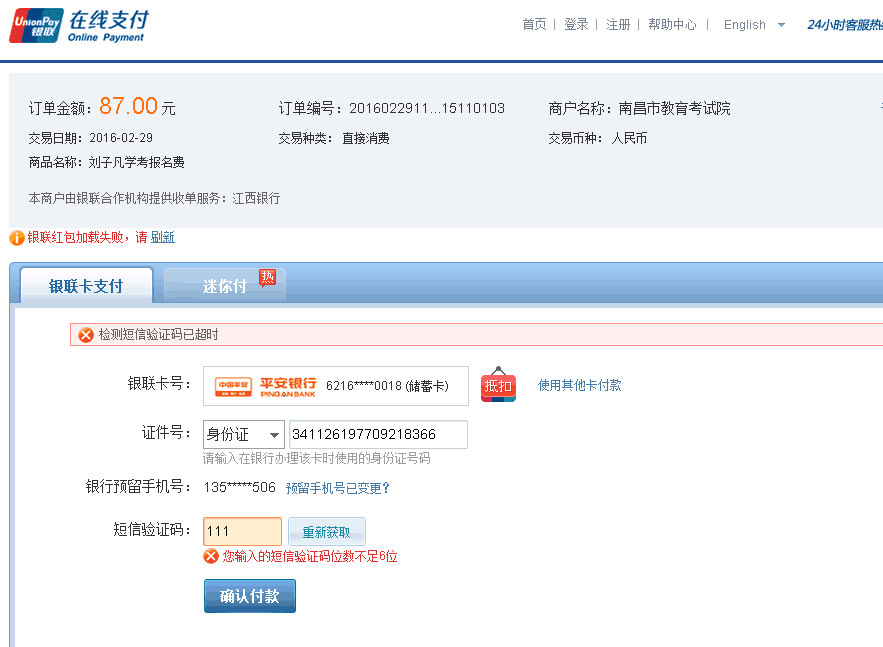 UnionPay 银联 在线支付 Online Payment
首页 | 登录 | 注册 | 帮助中心 | English 24小时客服热
订单金额：87.00元 订单编号：2016022911...15110103 商户名称：南昌市教育考试院
交易日期：2016-02-29 交易种类：直接消费 交易币种：人民币
商品名称：刘子凡学考报名费
本商户由银联合作机构提供收单服务：江西银行
银联红包加载失败，请 刷新
银联卡支付 迷你付 热
检测短信验证码已超时
银联卡号： 中国平安 平安银行 PING AN BANK 6216****0018 (储蓄卡) 抵扣 使用其他卡付款
证件号： 身份证 341126197709218366
请输入在银行办理该卡时使用的身份证号码
银行预留手机号： 135*****506 预留手机号已变更?
短信验证码： 111 重新获取
您输入的短信验证码位数不足6位
确认付款